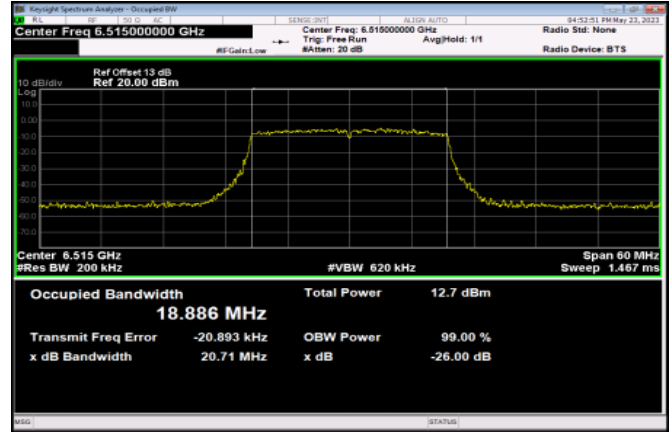 Keysight Spectrum Analyzer - Occupied BW
RL RF 50 Ω AC SENSE:INT ALIGN AUTO 04:52:51 PM May 23, 2023
Center Freq 6.515000000 GHz Center Freq: 6.515000000 GHz Radio Std: None
Trig: Free Run Avg|Hold: 1/1
#IFGain:Low #Atten: 20 dB Radio Device: BTS
Ref Offset 13 dB
10 dB/div Ref 20.00 dBm
Log
10.0
0.00
-10.0
-20.0
-30.0
-40.0
-50.0
-60.0
-70.0
Center 6.515 GHz Span 60 MHz
#Res BW 200 kHz #VBW 620 kHz Sweep 1.467 ms
Occupied Bandwidth Total Power 12.7 dBm
18.886 MHz
Transmit Freq Error -20.893 kHz OBW Power 99.00 %
x dB Bandwidth 20.71 MHz x dB -26.00 dB
MSG STATUS